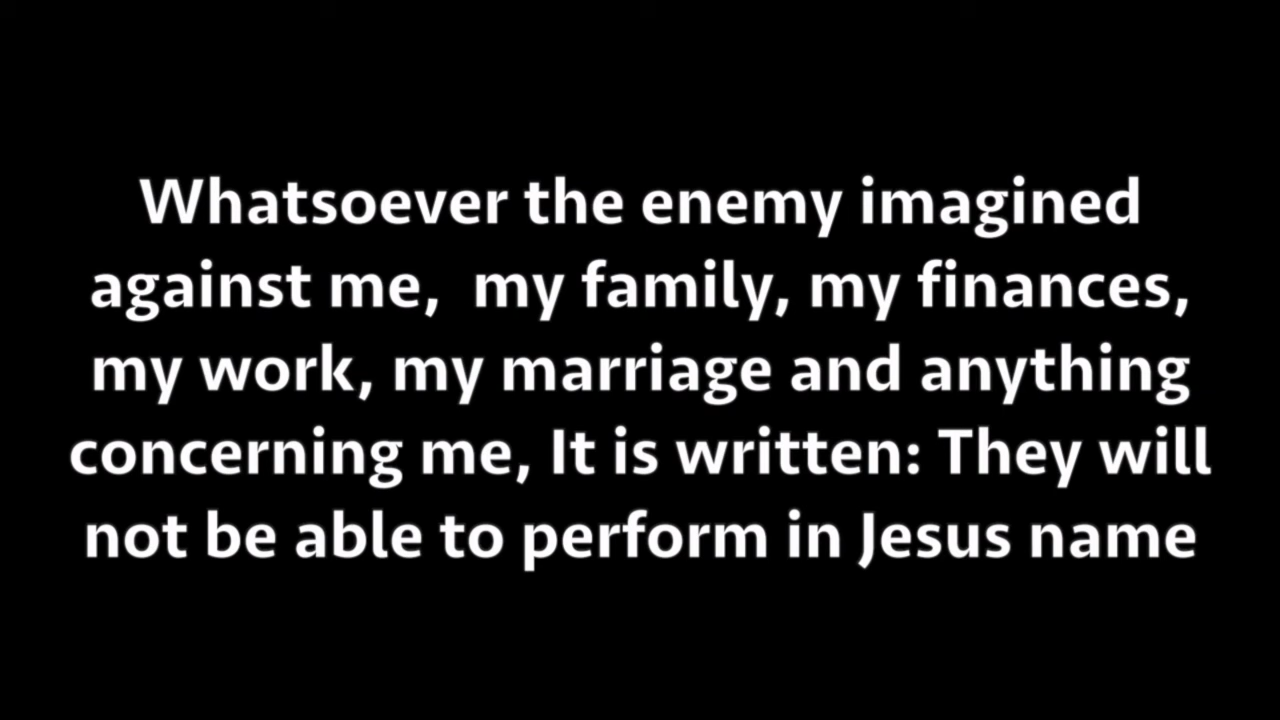 Whatsoever the enemy imagined
against me,  my family, my finances,
my work, my marriage and anything
concerning me, It is written: They will
not be able to perform in Jesus name